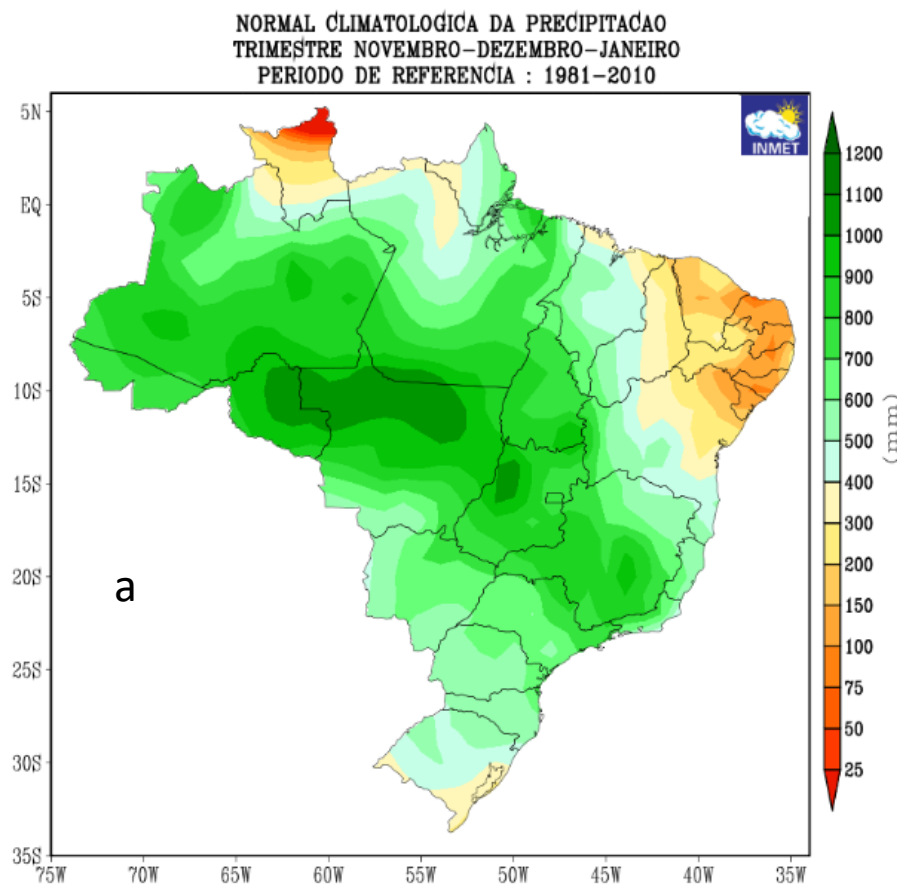 NORMAL CLIMATOLOGICA DA PRECIPITACAO
TRIMESTRE NOVEMBRO-DEZEMBRO-JANEIRO
PERIODO DE REFERENCIA : 1981-2010
INMET
5N
EQ
5S
10S
15S
20S
25S
30S
35S
75W 70W 65W 60W 55W 50W 45W 40W 35W
a
1200
1100
1000
900
800
700
600
500
400
300
200
150
100
75
50
25
(mm)